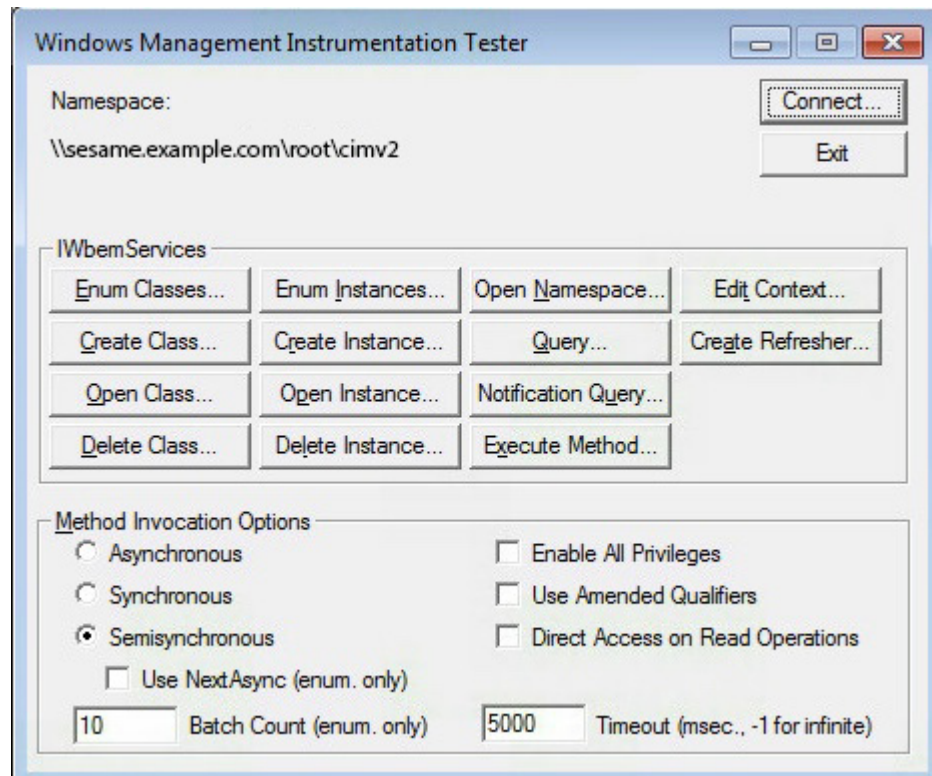 Windows Management Instrumentation Tester
Namespace:
Connect...
\\sesame.example.com\root\cimv2
Exit
IWbemServices
Enum Classes... Enum Instances... Open Namespace... Edit Context...
Create Class... Create Instance... Query... Create Refresher...
Open Class... Open Instance... Notification Query...
Delete Class... Delete Instance... Execute Method...
Method Invocation Options
Asynchronous Enable All Privileges
Synchronous Use Amended Qualifiers
Semisynchronous Direct Access on Read Operations
Use NextAsync (enum. only)
10 Batch Count (enum. only) 5000 Timeout (msec., -1 for infinite)